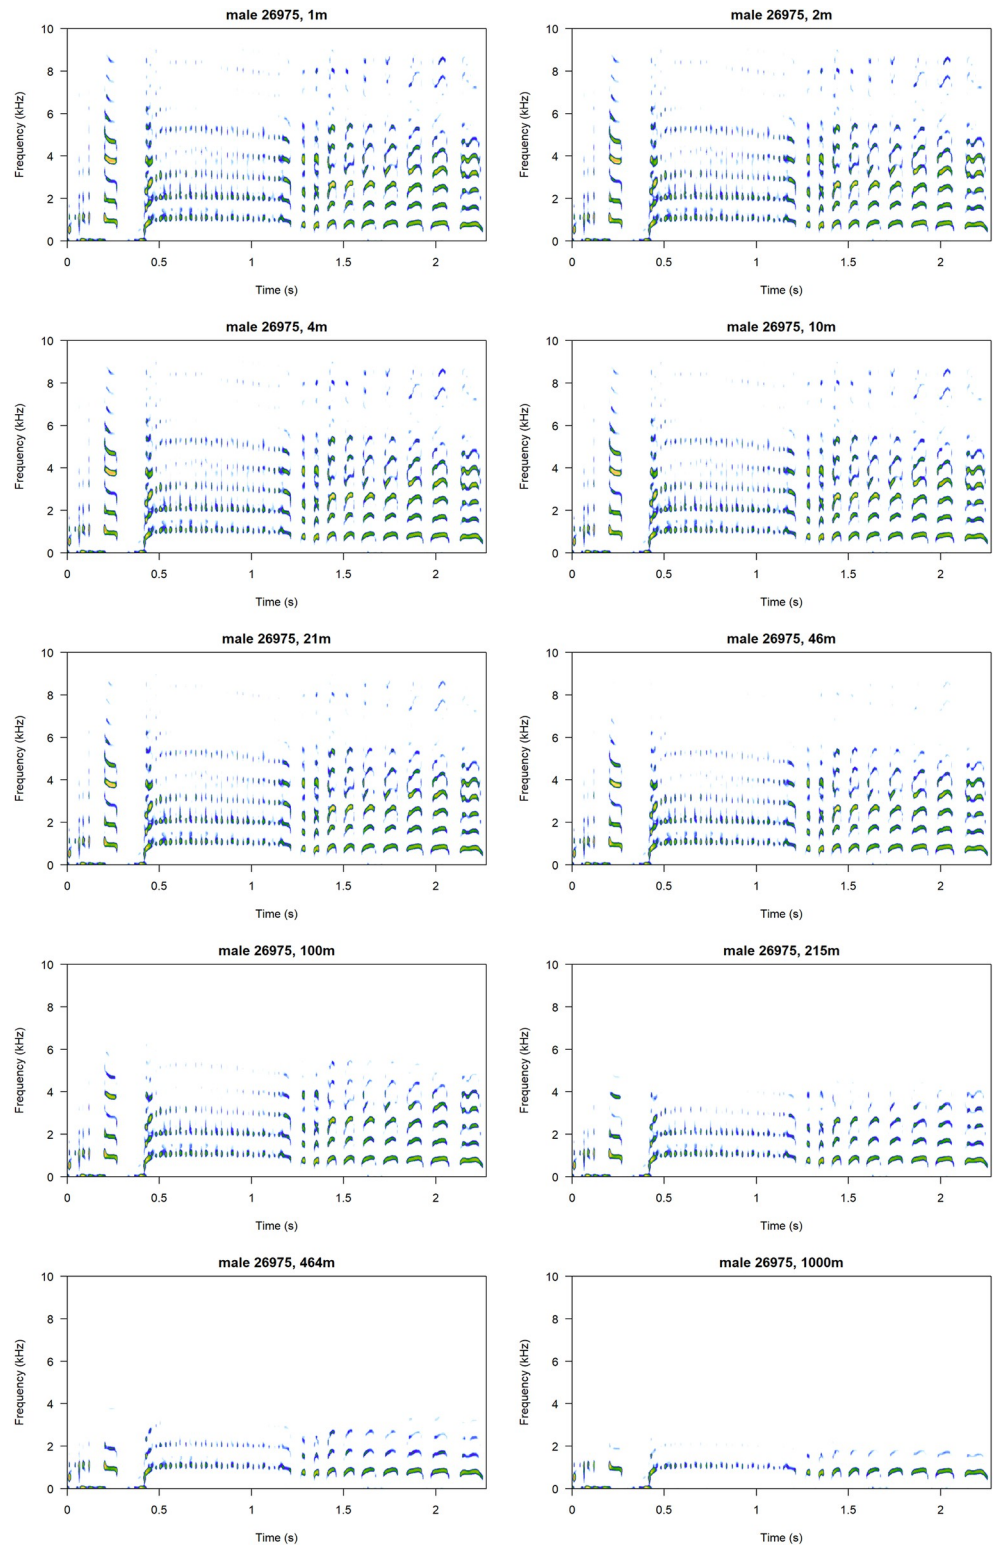 male 26975, 1m
10
8
6
4
2
0
Frequency (kHz)
0 0.5 1 1.5 2
Time (s)
male 26975, 2m
10
8
6
4
2
0
Frequency (kHz)
0 0.5 1 1.5 2
Time (s)
male 26975, 4m
10
8
6
4
2
0
Frequency (kHz)
0 0.5 1 1.5 2
Time (s)
male 26975, 10m
10
8
6
4
2
0
Frequency (kHz)
0 0.5 1 1.5 2
Time (s)
male 26975, 21m
10
8
6
4
2
0
Frequency (kHz)
0 0.5 1 1.5 2
Time (s)
male 26975, 46m
10
8
6
4
2
0
Frequency (kHz)
0 0.5 1 1.5 2
Time (s)
male 26975, 100m
10
8
6
4
2
0
Frequency (kHz)
0 0.5 1 1.5 2
Time (s)
male 26975, 215m
10
8
6
4
2
0
Frequency (kHz)
0 0.5 1 1.5 2
Time (s)
male 26975, 464m
10
8
6
4
2
0
Frequency (kHz)
0 0.5 1 1.5 2
Time (s)
male 26975, 1000m
10
8
6
4
2
0
Frequency (kHz)
0 0.5 1 1.5 2
Time (s)